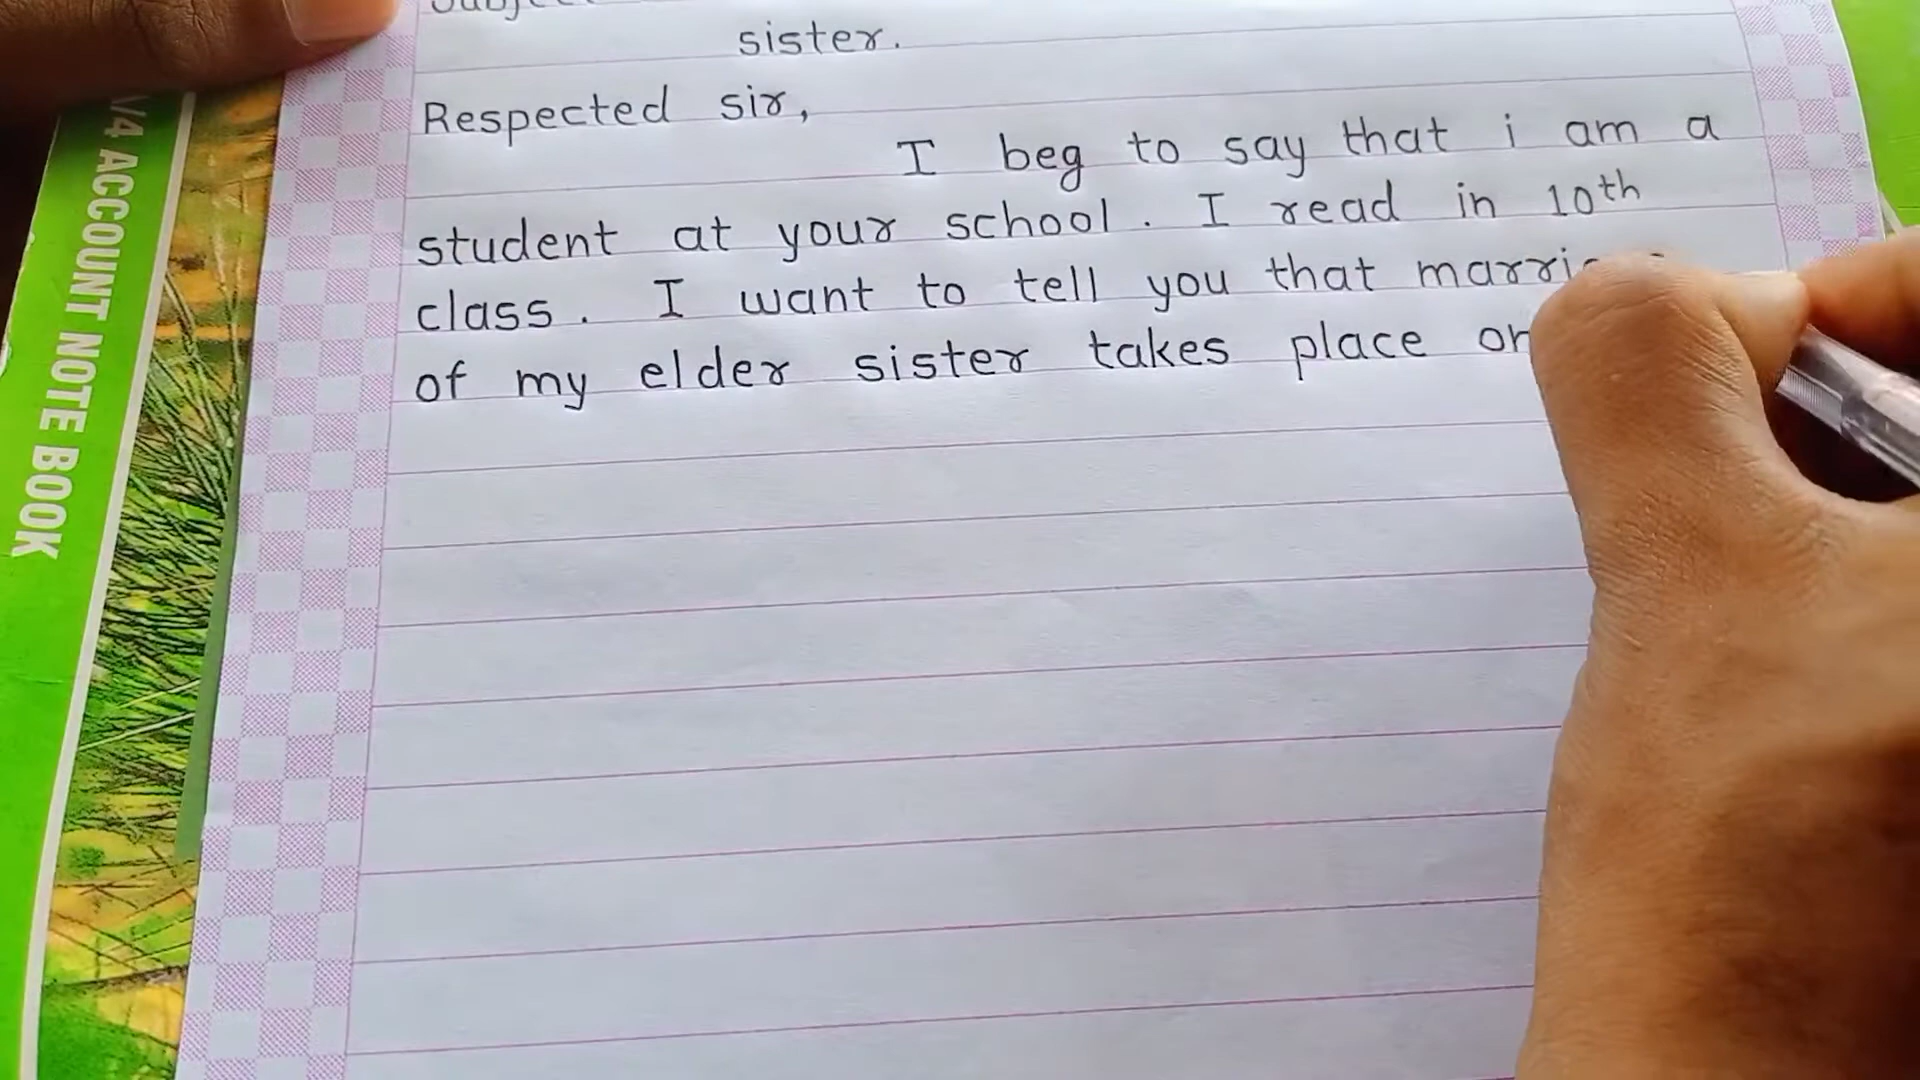 sister.
Respected sir,
I beg to say that i am a
student at your school. I read in 10th
class. I want to tell you that
of my elder sister takes place on
V4 ACCOUNT NOTE BOOK